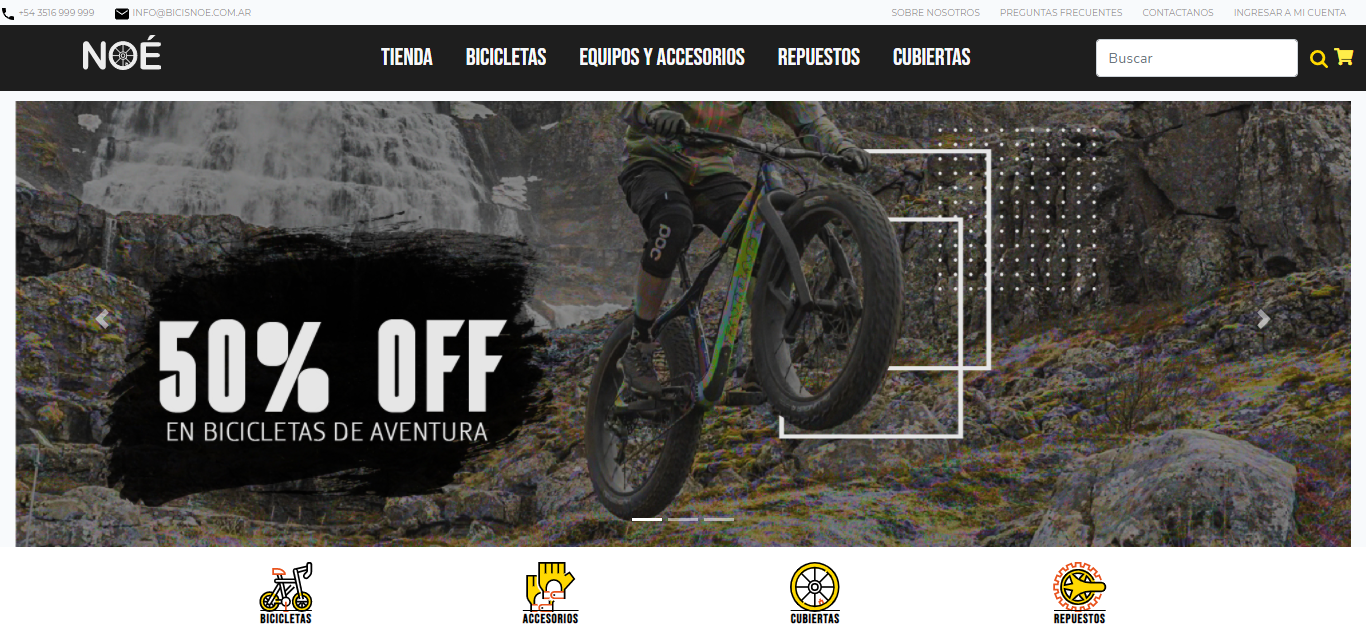 +54 3516 999 999 INFO@BICISNOE.COM.AR SOBRE NOSOTROS PREGUNTAS FRECUENTES CONTACTANOS INGRESAR A MI CUENTA
NOÉ TIENDA BICICLETAS EQUIPOS Y ACCESORIOS REPUESTOS CUBIERTAS Buscar
POC
50% OFF
EN BICICLETAS DE AVENTURA
BICICLETAS ACCESORIOS CUBIERTAS REPUESTOS